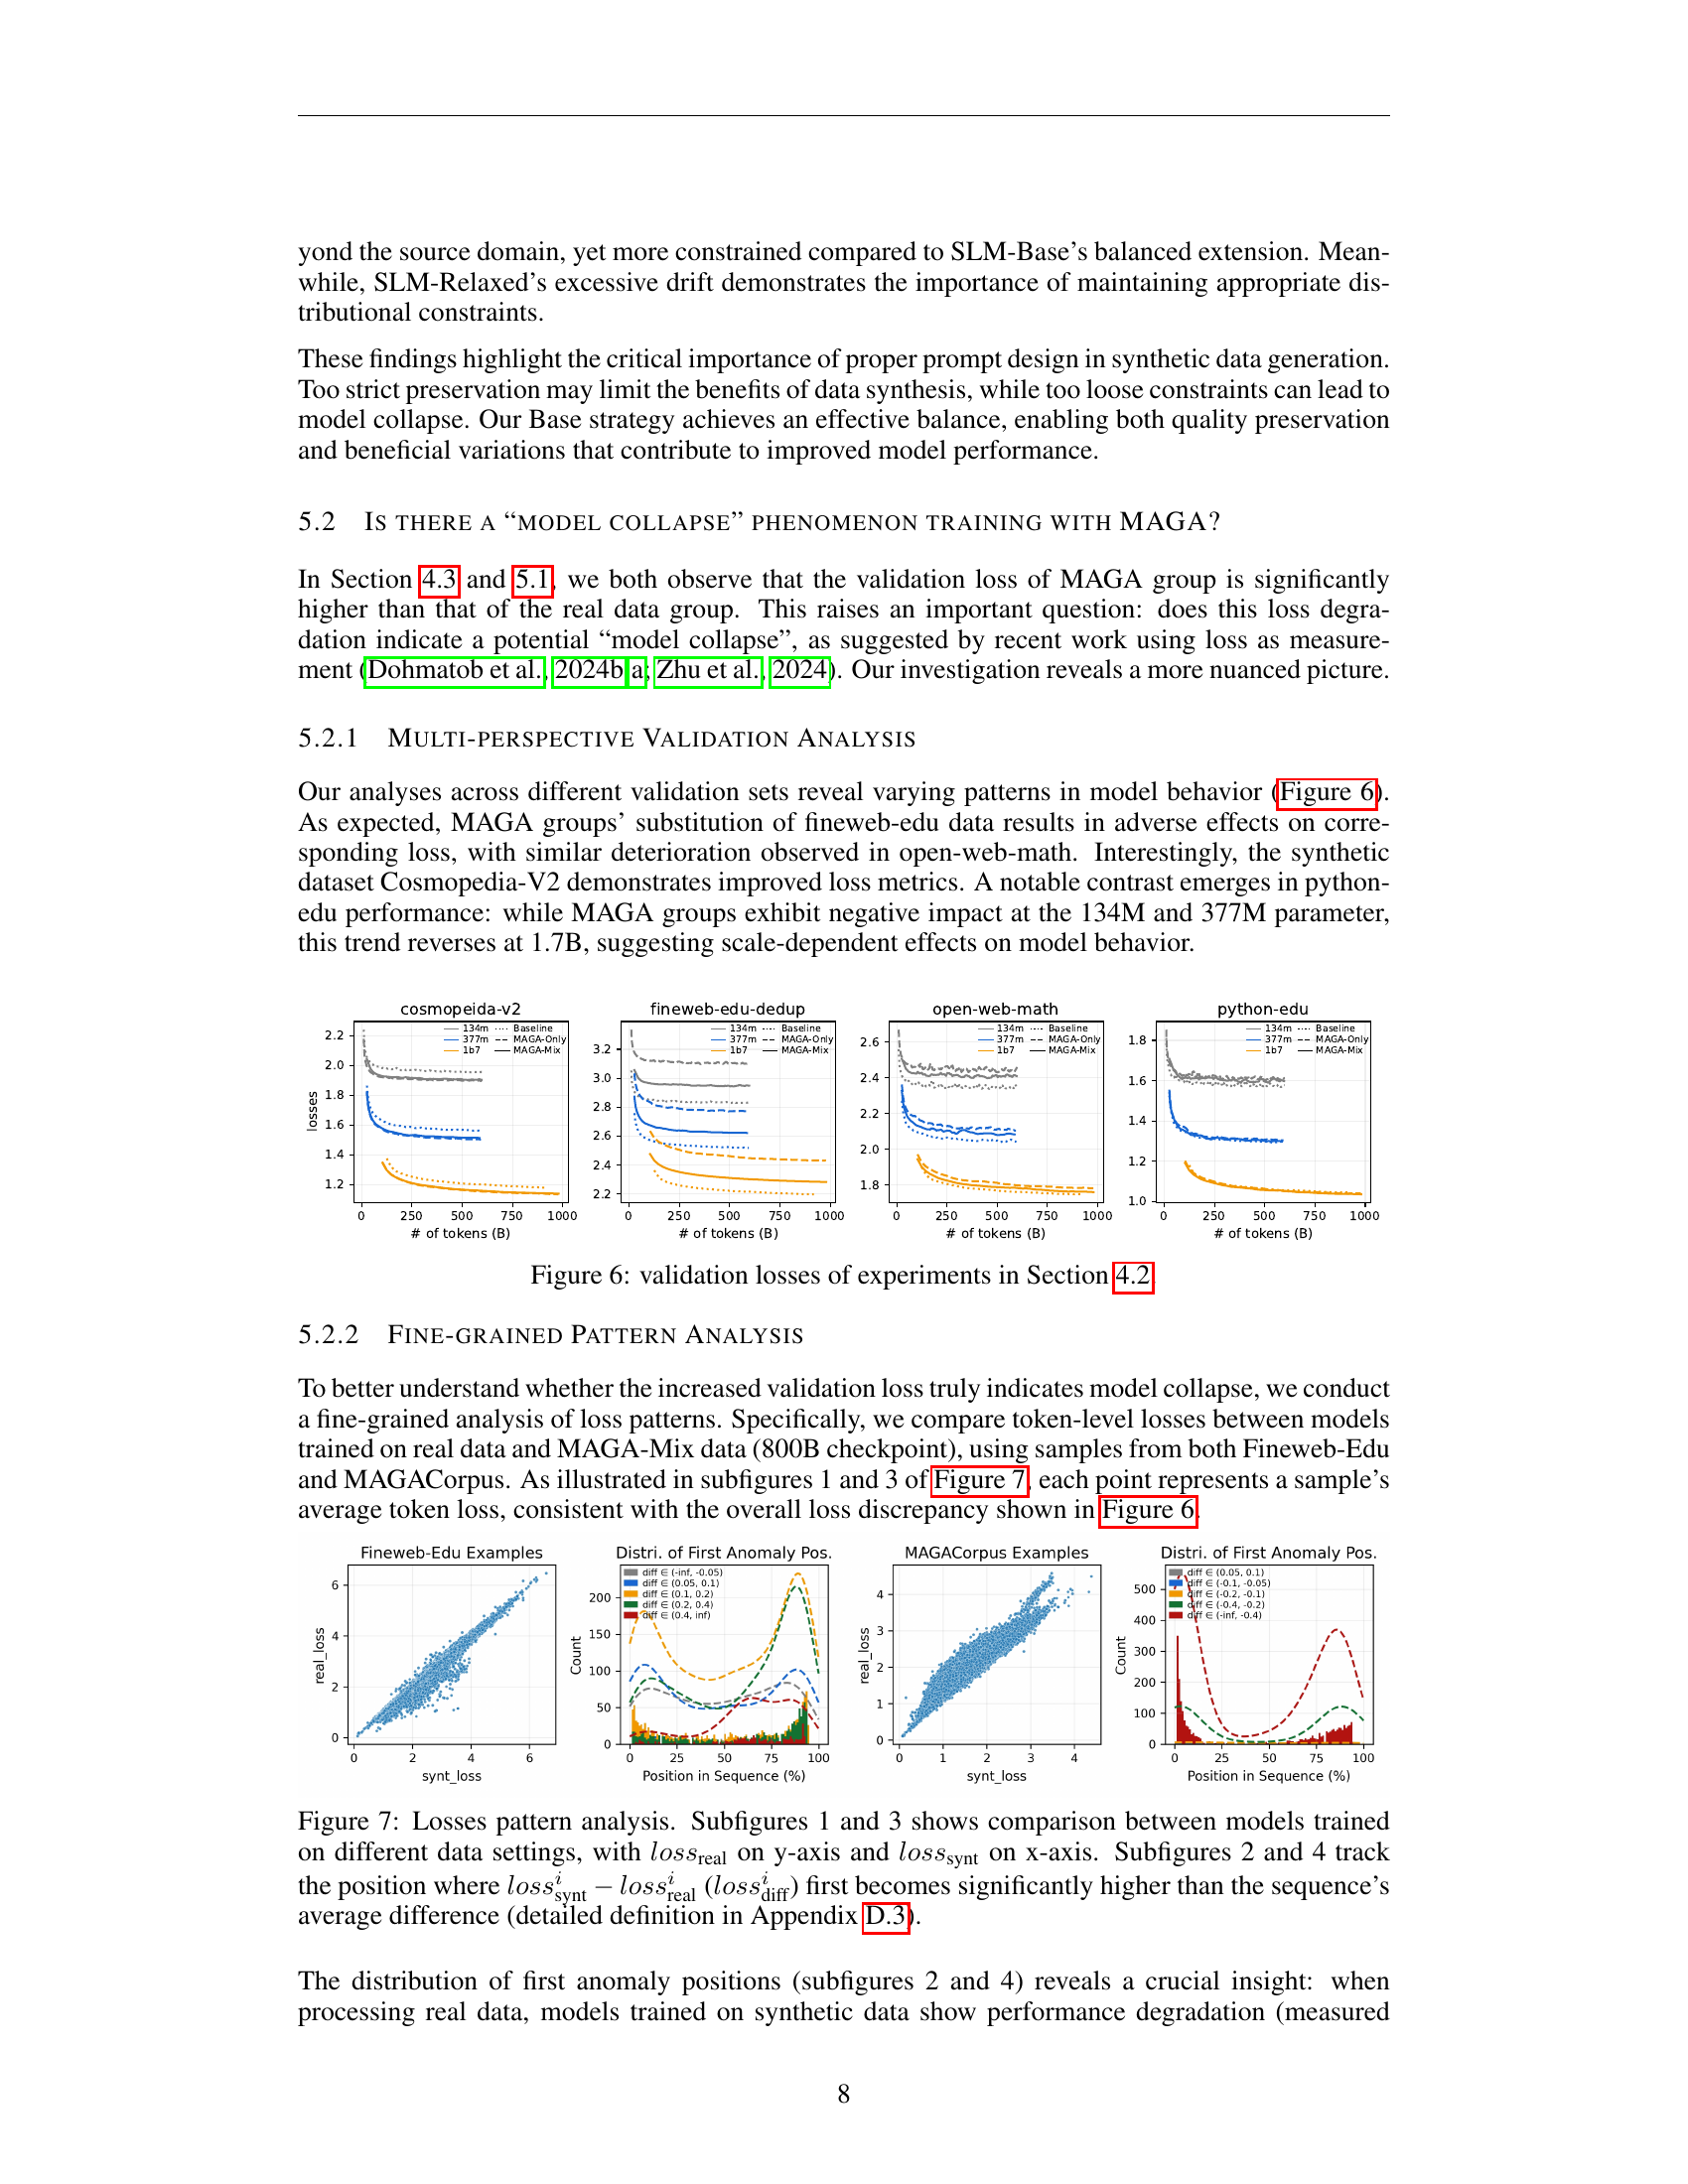 yond the source domain, yet more constrained compared to SLM-Base's balanced extension. Mean-
while, SLM-Relaxed's excessive drift demonstrates the importance of maintaining appropriate dis-
tributional constraints.
These findings highlight the critical importance of proper prompt design in synthetic data generation.
Too strict preservation may limit the benefits of data synthesis, while too loose constraints can lead to
model collapse. Our Base strategy achieves an effective balance, enabling both quality preservation
and beneficial variations that contribute to improved model performance.
5.2 IS THERE A “MODEL COLLAPSE” PHENOMENON TRAINING WITH MAGA?
In Section 4.3 and 5.1, we both observe that the validation loss of MAGA group is significantly
higher than that of the real data group. This raises an important question: does this loss degra-
dation indicate a potential “model collapse”, as suggested by recent work using loss as measure-
ment (Dohmatob et al., 2024b;a; Zhu et al., 2024). Our investigation reveals a more nuanced picture.
5.2.1 MULTI-PERSPECTIVE VALIDATION ANALYSIS
Our analyses across different validation sets reveal varying patterns in model behavior (Figure 6).
As expected, MAGA groups' substitution of fineweb-edu data results in adverse effects on corre-
sponding loss, with similar deterioration observed in open-web-math. Interestingly, the synthetic
dataset Cosmopedia-V2 demonstrates improved loss metrics. A notable contrast emerges in python-
edu performance: while MAGA groups exhibit negative impact at the 134M and 377M parameter,
this trend reverses at 1.7B, suggesting scale-dependent effects on model behavior.
cosmopeida-v2
losses
2.2
2.0
1.8
1.6
1.4
1.2
134m Baseline
377m MAGA-Only
1b7 MAGA-Mix
0 250 500 750 1000
# of tokens (B)
fineweb-edu-dedup
3.2
3.0
2.8
2.6
2.4
2.2
134m Baseline
377m MAGA-Only
1b7 MAGA-Mix
0 250 500 750 1000
# of tokens (B)
open-web-math
2.6
2.4
2.2
2.0
1.8
134m Baseline
377m MAGA-Only
1b7 MAGA-Mix
0 250 500 750 1000
# of tokens (B)
python-edu
1.8
1.6
1.4
1.2
1.0
134m Baseline
377m MAGA-Only
1b7 MAGA-Mix
0 250 500 750 1000
# of tokens (B)
Figure 6: validation losses of experiments in Section 4.2.
5.2.2 FINE-GRAINED PATTERN ANALYSIS
To better understand whether the increased validation loss truly indicates model collapse, we conduct
a fine-grained analysis of loss patterns. Specifically, we compare token-level losses between models
trained on real data and MAGA-Mix data (800B checkpoint), using samples from both Fineweb-Edu
and MAGACorpus. As illustrated in subfigures 1 and 3 of Figure 7, each point represents a sample's
average token loss, consistent with the overall loss discrepancy shown in Figure 6.
Fineweb-Edu Examples
real_loss
6
4
2
0
0 2 4 6
synt_loss
Distri. of First Anomaly Pos.
Count
200
150
100
50
0
diff ∈ (-inf, -0.05)
diff ∈ (0.05, 0.1)
diff ∈ (0.1, 0.2)
diff ∈ (0.2, 0.4)
diff ∈ (0.4, inf)
0 25 50 75 100
Position in Sequence (%)
MAGACorpus Examples
real_loss
4
3
2
1
0
0 1 2 3 4
synt_loss
Distri. of First Anomaly Pos.
Count
500
400
300
200
100
0
diff ∈ (0.05, 0.1)
diff ∈ (-0.1, -0.05)
diff ∈ (-0.2, -0.1)
diff ∈ (-0.4, -0.2)
diff ∈ (-inf, -0.4)
0 25 50 75 100
Position in Sequence (%)
Figure 7: Losses pattern analysis. Subfigures 1 and 3 shows comparison between models trained
on different data settings, with loss_real on y-axis and loss_synt on x-axis. Subfigures 2 and 4 track
the position where loss^i_synt − loss^i_real (loss^i_diff) first becomes significantly higher than the sequence's
average difference (detailed definition in Appendix D.3).
The distribution of first anomaly positions (subfigures 2 and 4) reveals a crucial insight: when
processing real data, models trained on synthetic data show performance degradation (measured
8